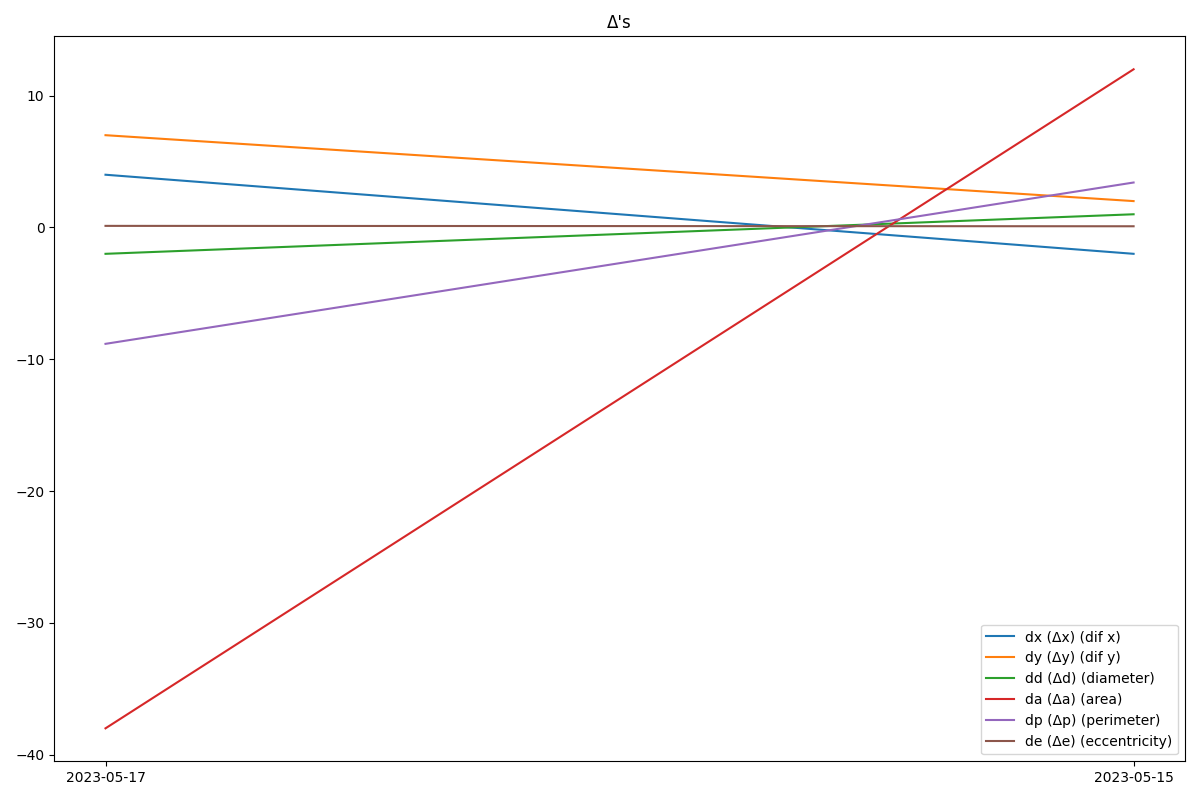 Δ's
10
0
−10
−20
−30
−40
2023-05-17
2023-05-15
dx (Δx) (dif x)
dy (Δy) (dif y)
dd (Δd) (diameter)
da (Δa) (area)
dp (Δp) (perimeter)
de (Δe) (eccentricity)